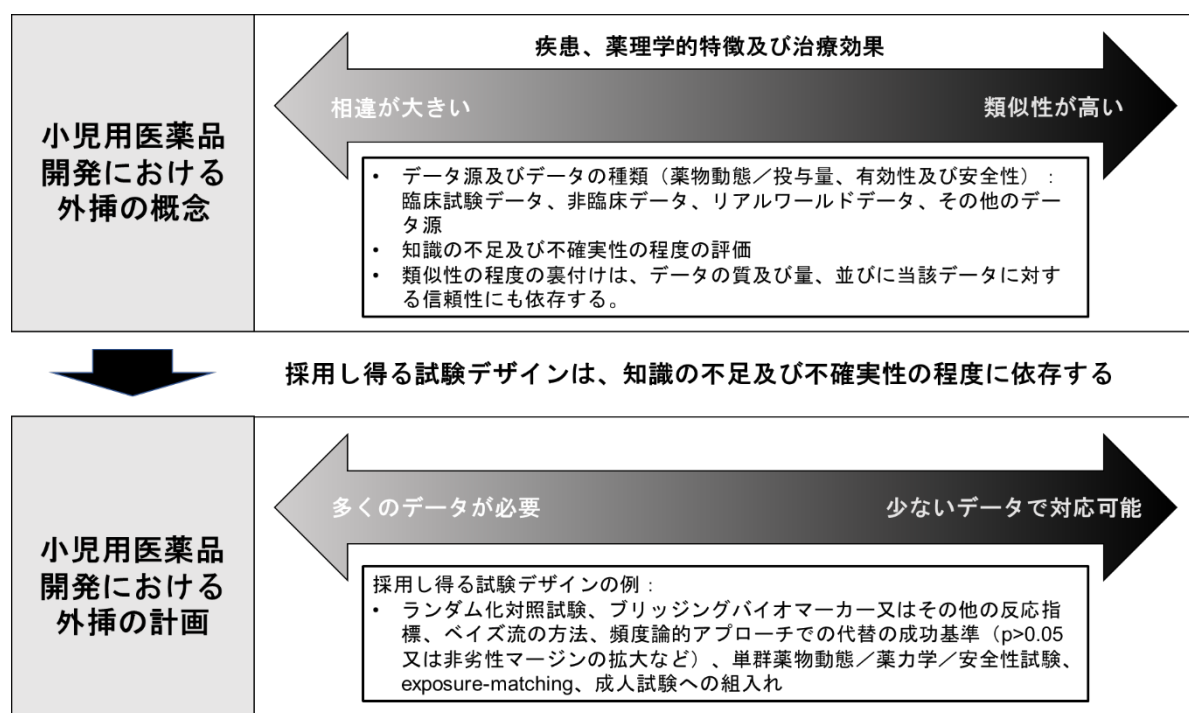 小児用医薬品
開発における
外挿の概念
疾患、薬理学的特徴及び治療効果
相違が大きい
類似性が高い
• データ源及びデータの種類（薬物動態／投与量、有効性及び安全性）：
臨床試験データ、非臨床データ、リアルワールドデータ、その他のデー
タ源
• 知識の不足及び不確実性の程度の評価
• 類似性の程度の裏付けは、データの質及び量、並びに当該データに対す
る信頼性にも依存する。
採用し得る試験デザインは、知識の不足及び不確実性の程度に依存する
小児用医薬品
開発における
外挿の計画
多くのデータが必要
少ないデータで対応可能
採用し得る試験デザインの例：
• ランダム化対照試験、ブリッジングバイオマーカー又はその他の反応指
標、ベイズ流の方法、頻度論的アプローチでの代替の成功基準（p>0.05
又は非劣性マージンの拡大など）、単群薬物動態／薬力学／安全性試験、
exposure-matching、成人試験への組入れ